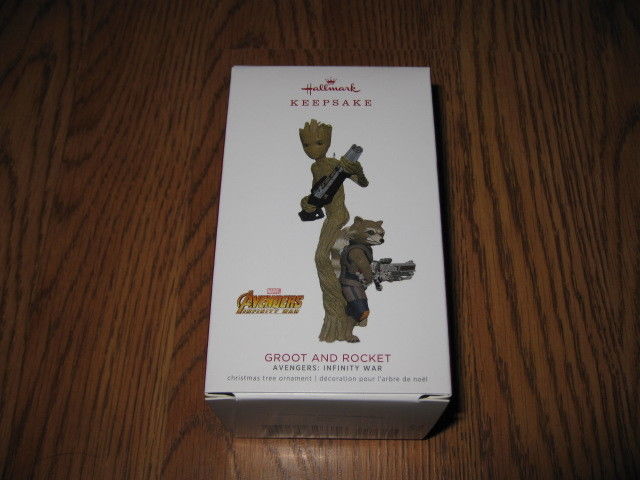 Hallmark
KEEPSAKE
MARVEL
AVENGERS
INFINITY WAR
GROOT AND ROCKET
AVENGERS: INFINITY WAR
christmas tree ornament | décoration pour l'arbre de noël